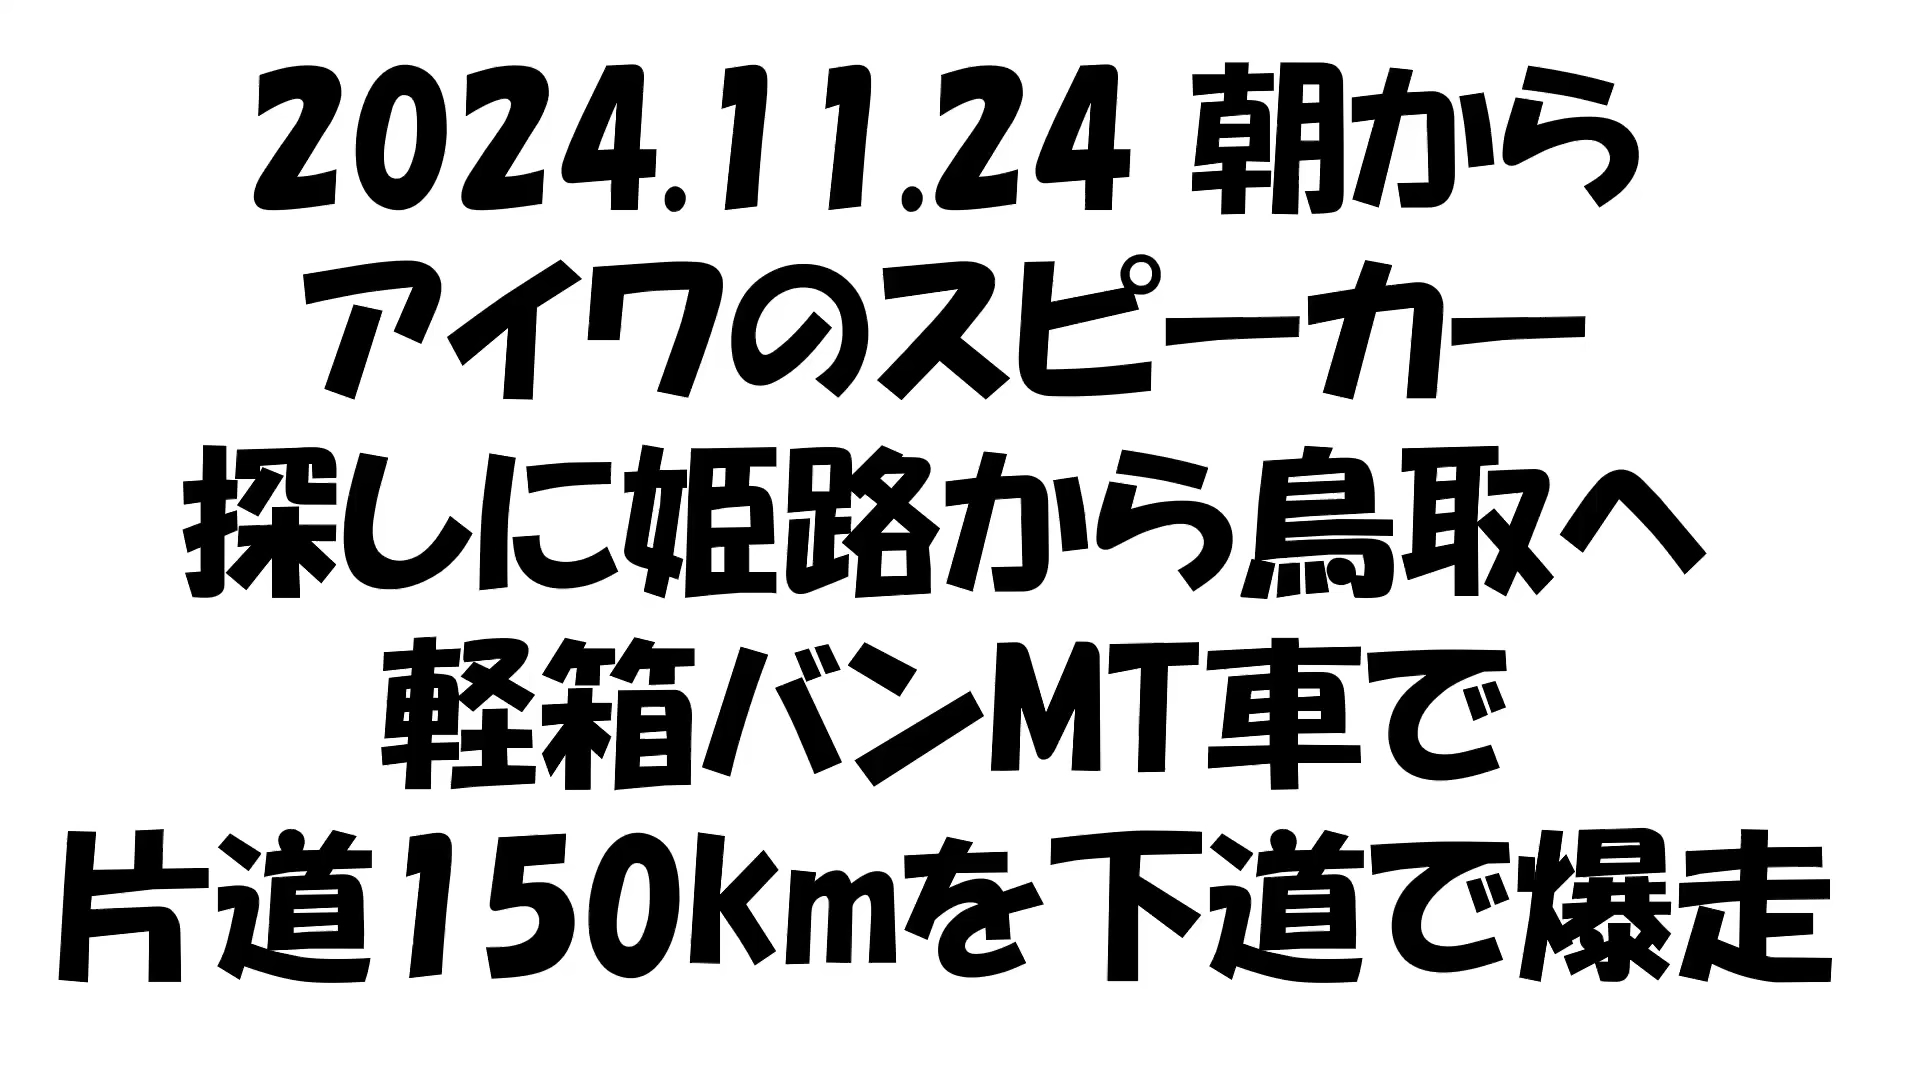 2024.11.24 朝から
アイワのスピーカー
探しに姫路から鳥取へ
軽箱バンMT車で
片道150kmを下道で爆走